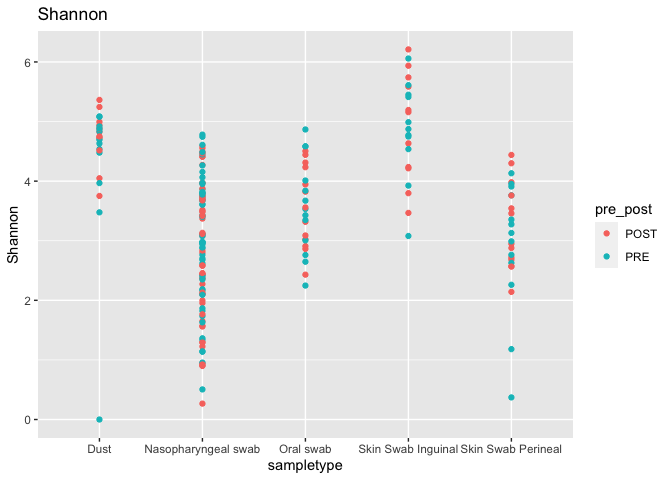 Shannon
Shannon
6
4
2
0
Dust
Nasopharyngeal swab
Oral swab
Skin Swab Inguinal
Skin Swab Perineal
sampletype
pre_post
POST
PRE